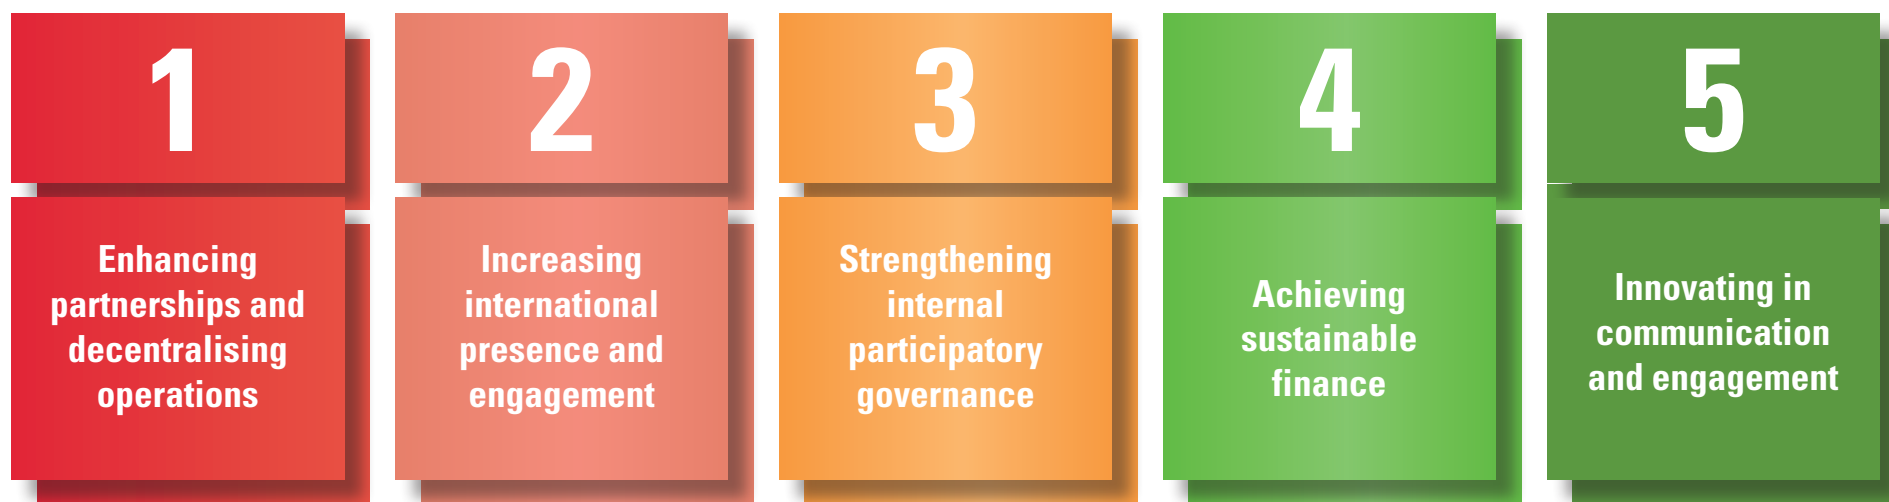 1
Enhancing
partnerships and
decentralising
operations
2
Increasing
international
presence and
engagement
3
Strengthening
internal
participatory
governance
4
Achieving
sustainable
finance
5
Innovating in
communication
and engagement